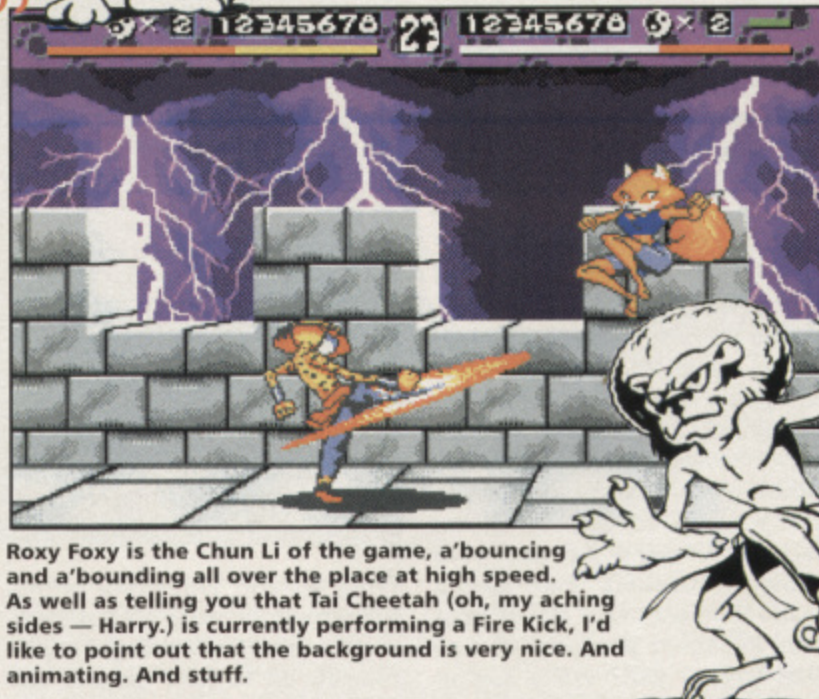 × 2 12345678 23 12345678 × 2
Roxy Foxy is the Chun Li of the game, a'bouncing
and a'bounding all over the place at high speed.
As well as telling you that Tai Cheetah (oh, my aching
sides — Harry.) is currently performing a Fire Kick, I'd
like to point out that the background is very nice. And
animating. And stuff.